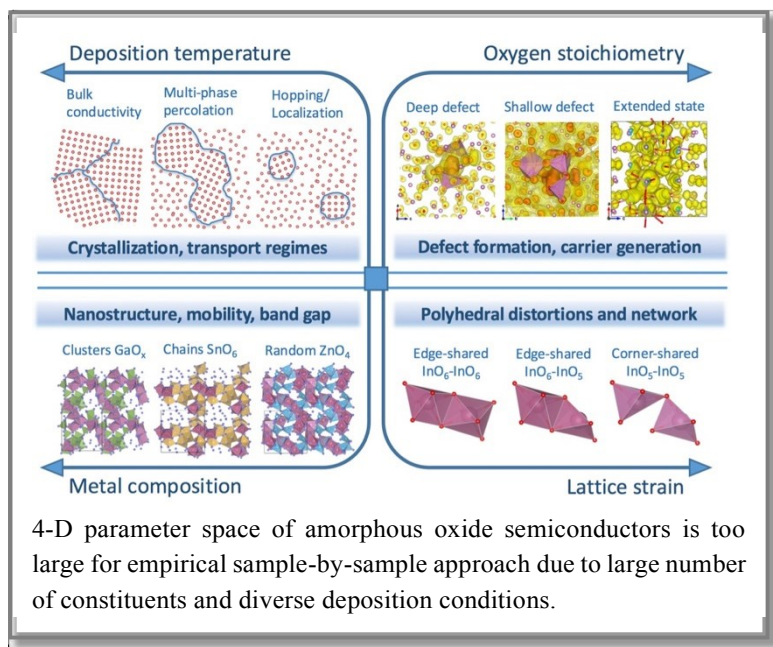 Deposition temperature
Oxygen stoichiometry
Bulk conductivity
Multi-phase percolation
Hopping/ Localization
Deep defect
Shallow defect
Extended state
Crystallization, transport regimes
Defect formation, carrier generation
Nanostructure, mobility, band gap
Polyhedral distortions and network
Clusters GaOₓ
Chains SnO₆
Random ZnO₄
Edge-shared
InO₆-InO₆
Edge-shared
InO₆-InO₅
Corner-shared
InO₅-InO₅
Metal composition
Lattice strain
4-D parameter space of amorphous oxide semiconductors is too
large for empirical sample-by-sample approach due to large number
of constituents and diverse deposition conditions.